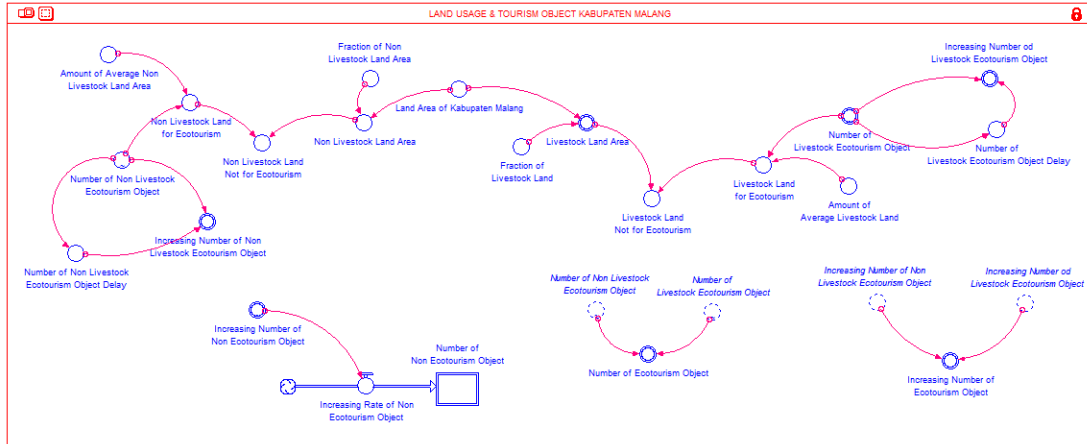 LAND USAGE & TOURISM OBJECT KABUPATEN MALANG
Amount of Average Non
Livestock Land Area
Fraction of Non
Livestock Land Area
Increasing Number od
Livestock Ecotourism Object
Non Livestock Land
for Ecotourism
Land Area of Kabupaten Malang
Non Livestock Land
Not for Ecotourism
Non Livestock Land Area
Livestock Land Area
Number of
Livestock Ecotourism Object
Number of
Livestock Ecotourism Object Delay
Number of Non Livestock
Ecotourism Object
Fraction of
Livestock Land
Livestock Land
for Ecotourism
Amount of
Average Livestock Land
Livestock Land
Not for Ecotourism
Increasing Number of Non
Livestock Ecotourism Object
Number of Non Livestock
Ecotourism Object Delay
Number of Non Livestock
Ecotourism Object
Number of
Livestock Ecotourism Object
Increasing Number of Non
Livestock Ecotourism Object
Increasing Number od
Livestock Ecotourism Object
Increasing Number of
Non Ecotourism Object
Number of
Non Ecotourism Object
Number of Ecotourism Object
Increasing Number of
Ecotourism Object
Increasing Rate of Non
Ecotourism Object